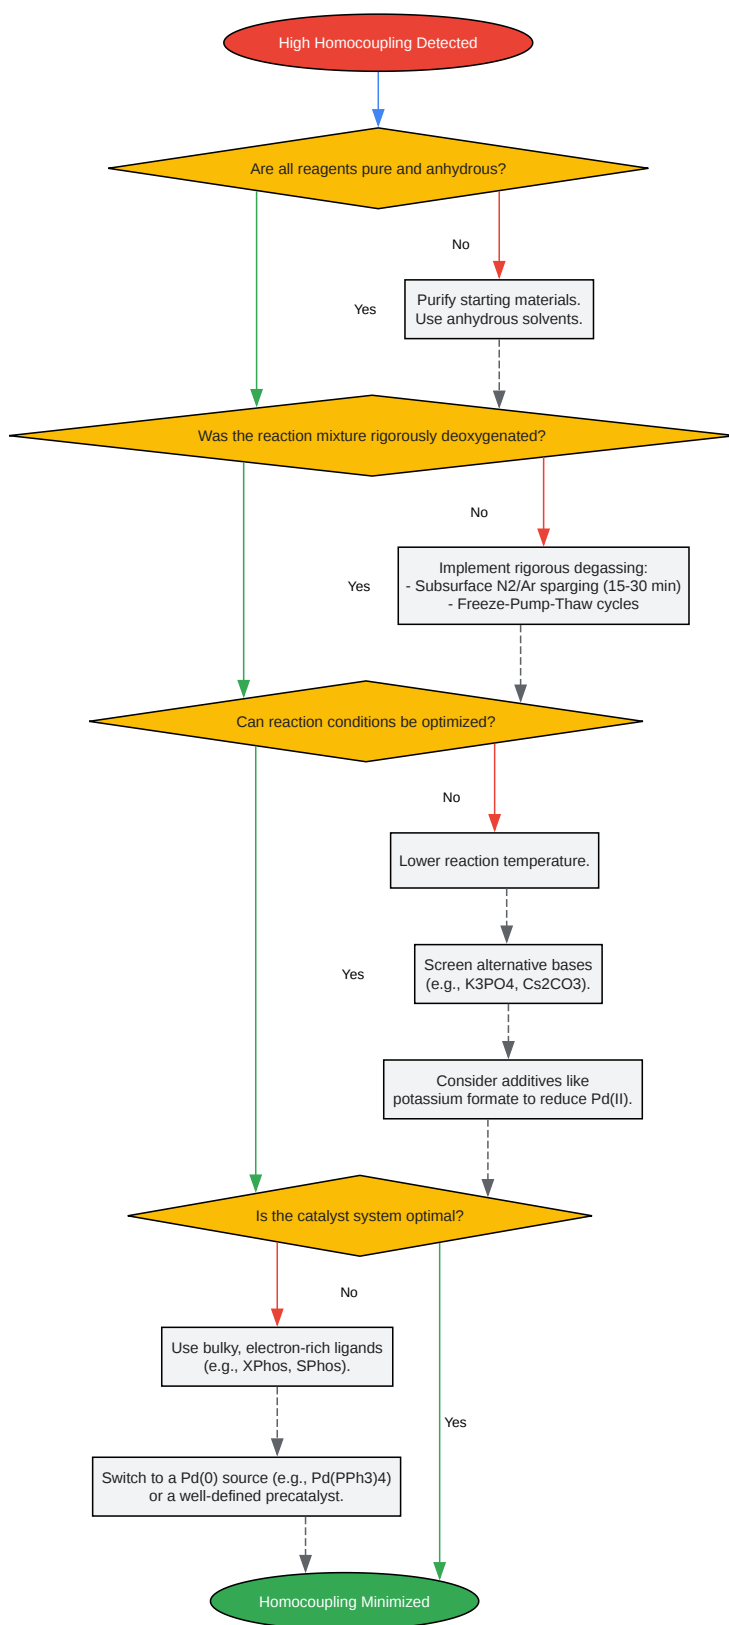 High Homocoupling Detected
Are all reagents pure and anhydrous?
No
Yes
Purify starting materials.
Use anhydrous solvents.
Was the reaction mixture rigorously deoxygenated?
No
Yes
Implement rigorous degassing:
- Subsurface N2/Ar sparging (15-30 min)
- Freeze-Pump-Thaw cycles
Can reaction conditions be optimized?
No
Lower reaction temperature.
Yes
Screen alternative bases
(e.g., K3PO4, Cs2CO3).
Consider additives like
potassium formate to reduce Pd(II).
Is the catalyst system optimal?
No
Use bulky, electron-rich ligands
(e.g., XPhos, SPhos).
Yes
Switch to a Pd(0) source (e.g., Pd(PPh3)4)
or a well-defined precatalyst.
Homocoupling Minimized